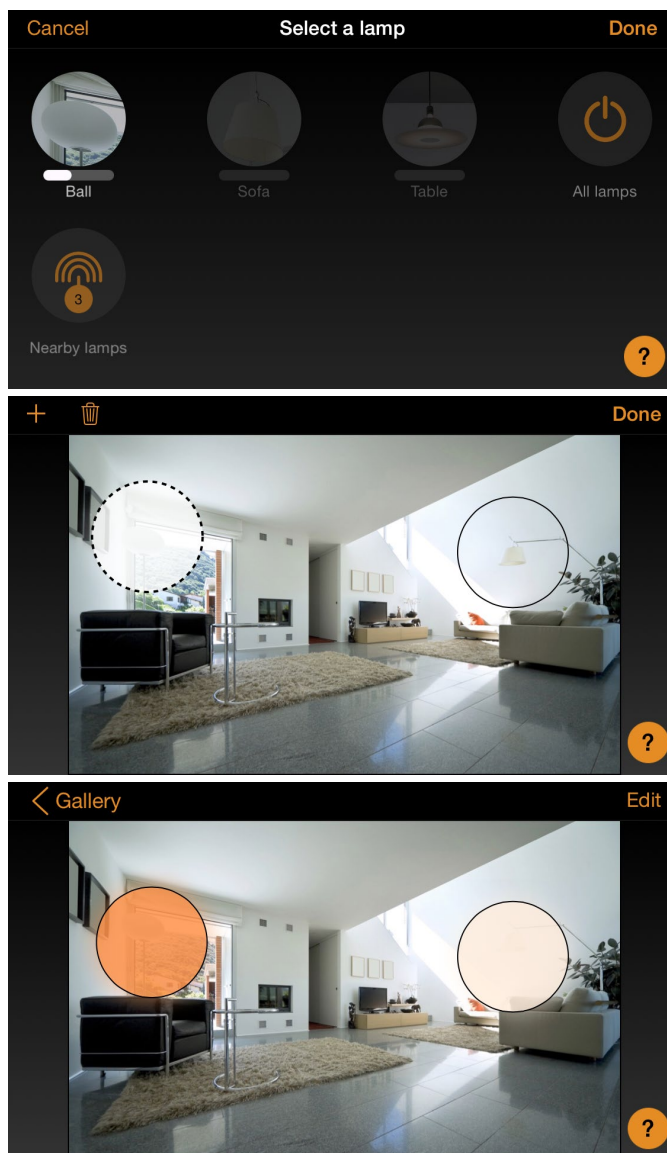 Cancel Select a lamp Done
Ball Sofa Table All lamps
3
Nearby lamps
?
+ Done
?
< Gallery Edit
?